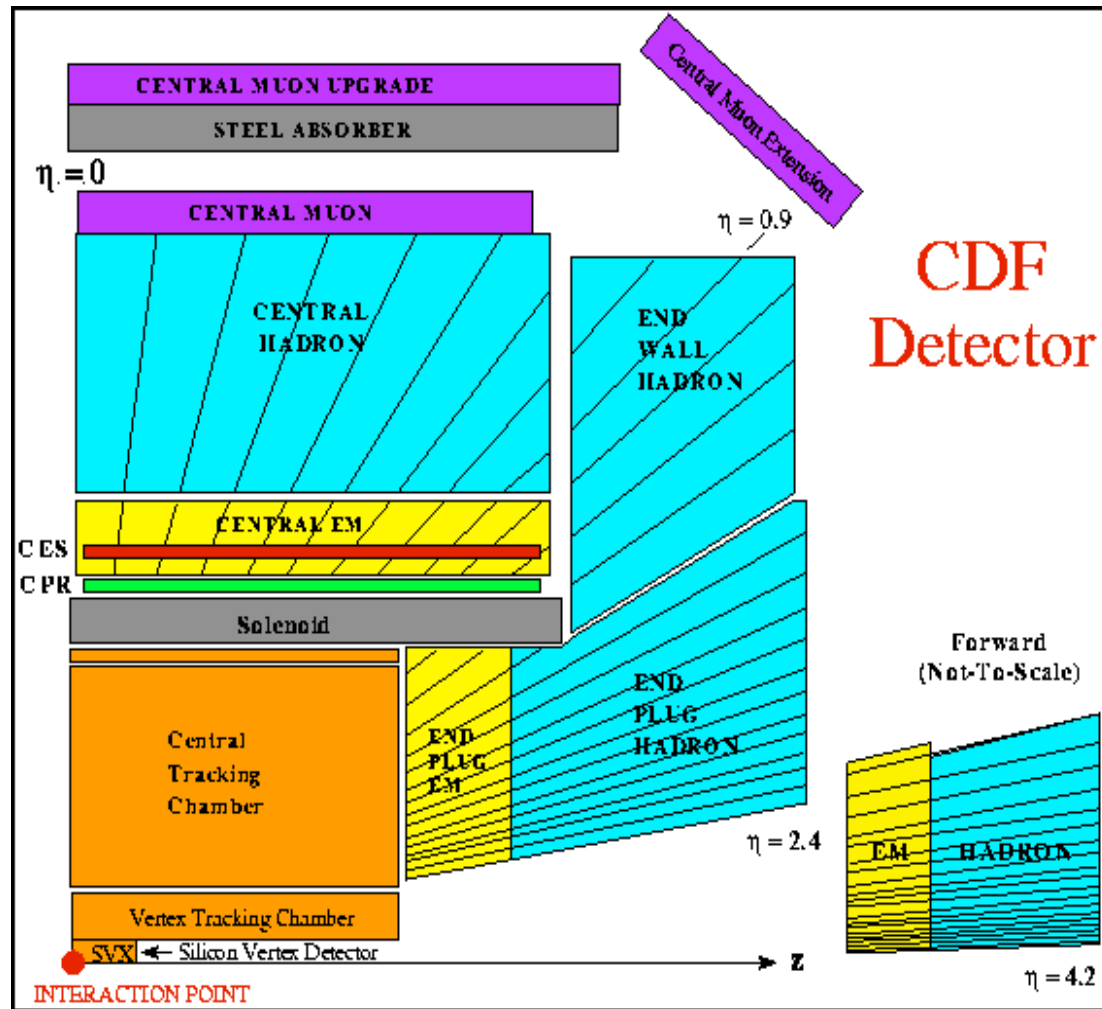 CENTRAL MUON UPGRADE
STEEL ABSORBER
Central Muon Extension
η = 0
CENTRAL MUON
η = 0.9
CDF
Detector
CENTRAL
HADRON
END
WALL
HADRON
CENTRAL EM
CES
CPR
Solenoid
Forward
(Not-To-Scale)
END
PLUG
HADRON
END
PLUG
EM
Central
Tracking
Chamber
η = 2.4
EM
HADRON
Vertex Tracking Chamber
SVX
Silicon Vertex Detector
Z
η = 4.2
INTERACTION POINT